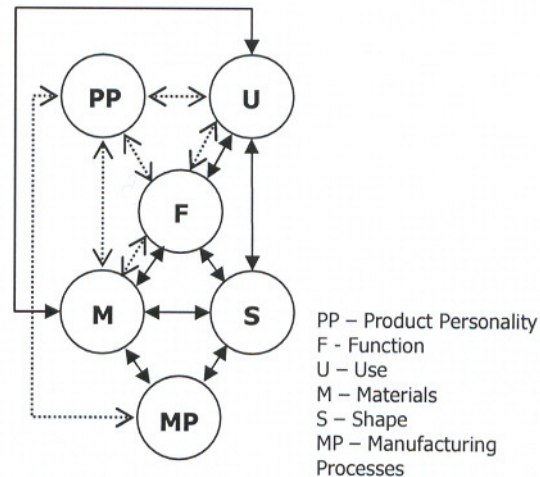 PP
U
F
M
S
MP
PP – Product Personality
F - Function
U – Use
M – Materials
S – Shape
MP – Manufacturing
Processes